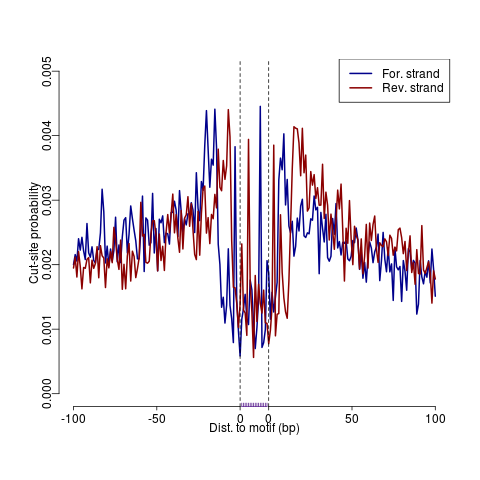 For. strand
Rev. strand
Cut-site probability
0.005
0.004
0.003
0.002
0.001
0.000
-100 -50 0 0 50 100
Dist. to motif (bp)